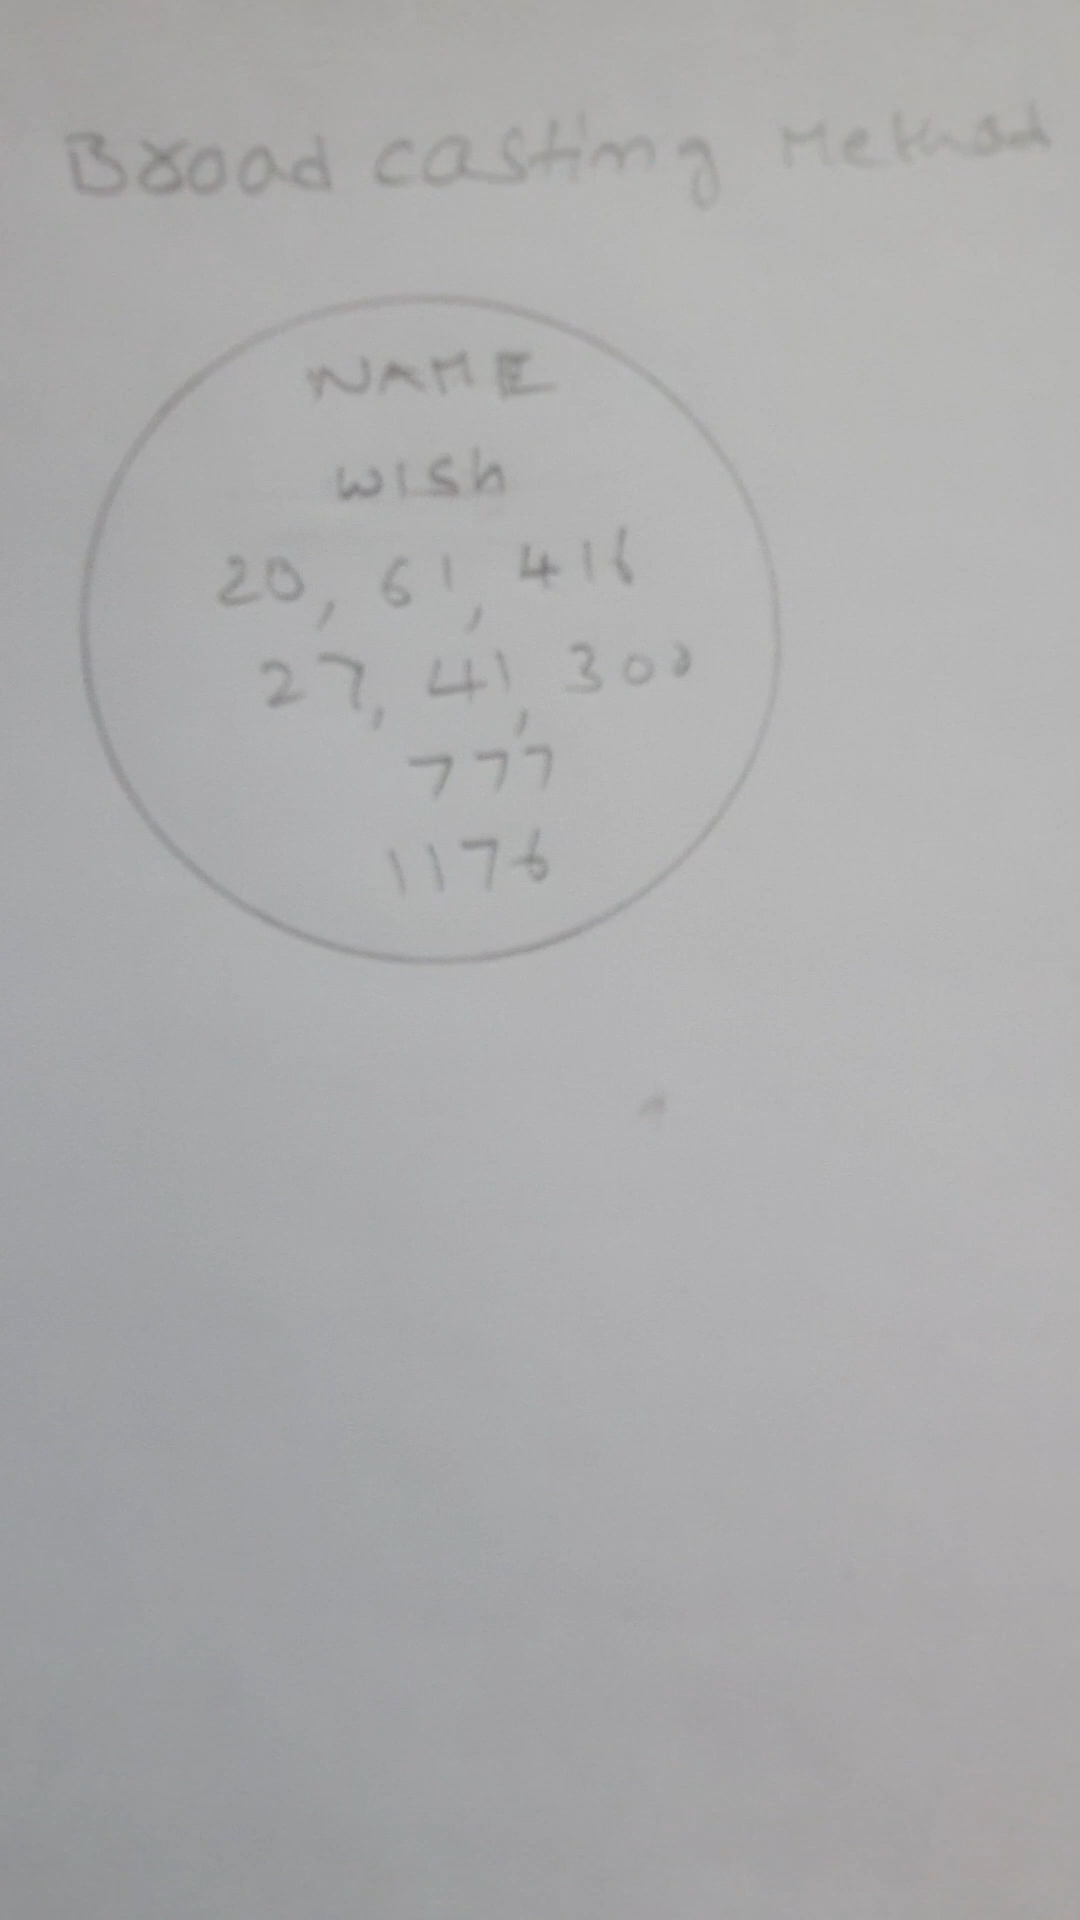 Broad casting Method
NAME
WISh
20, 61, 416
27, 41, 300
777
1176